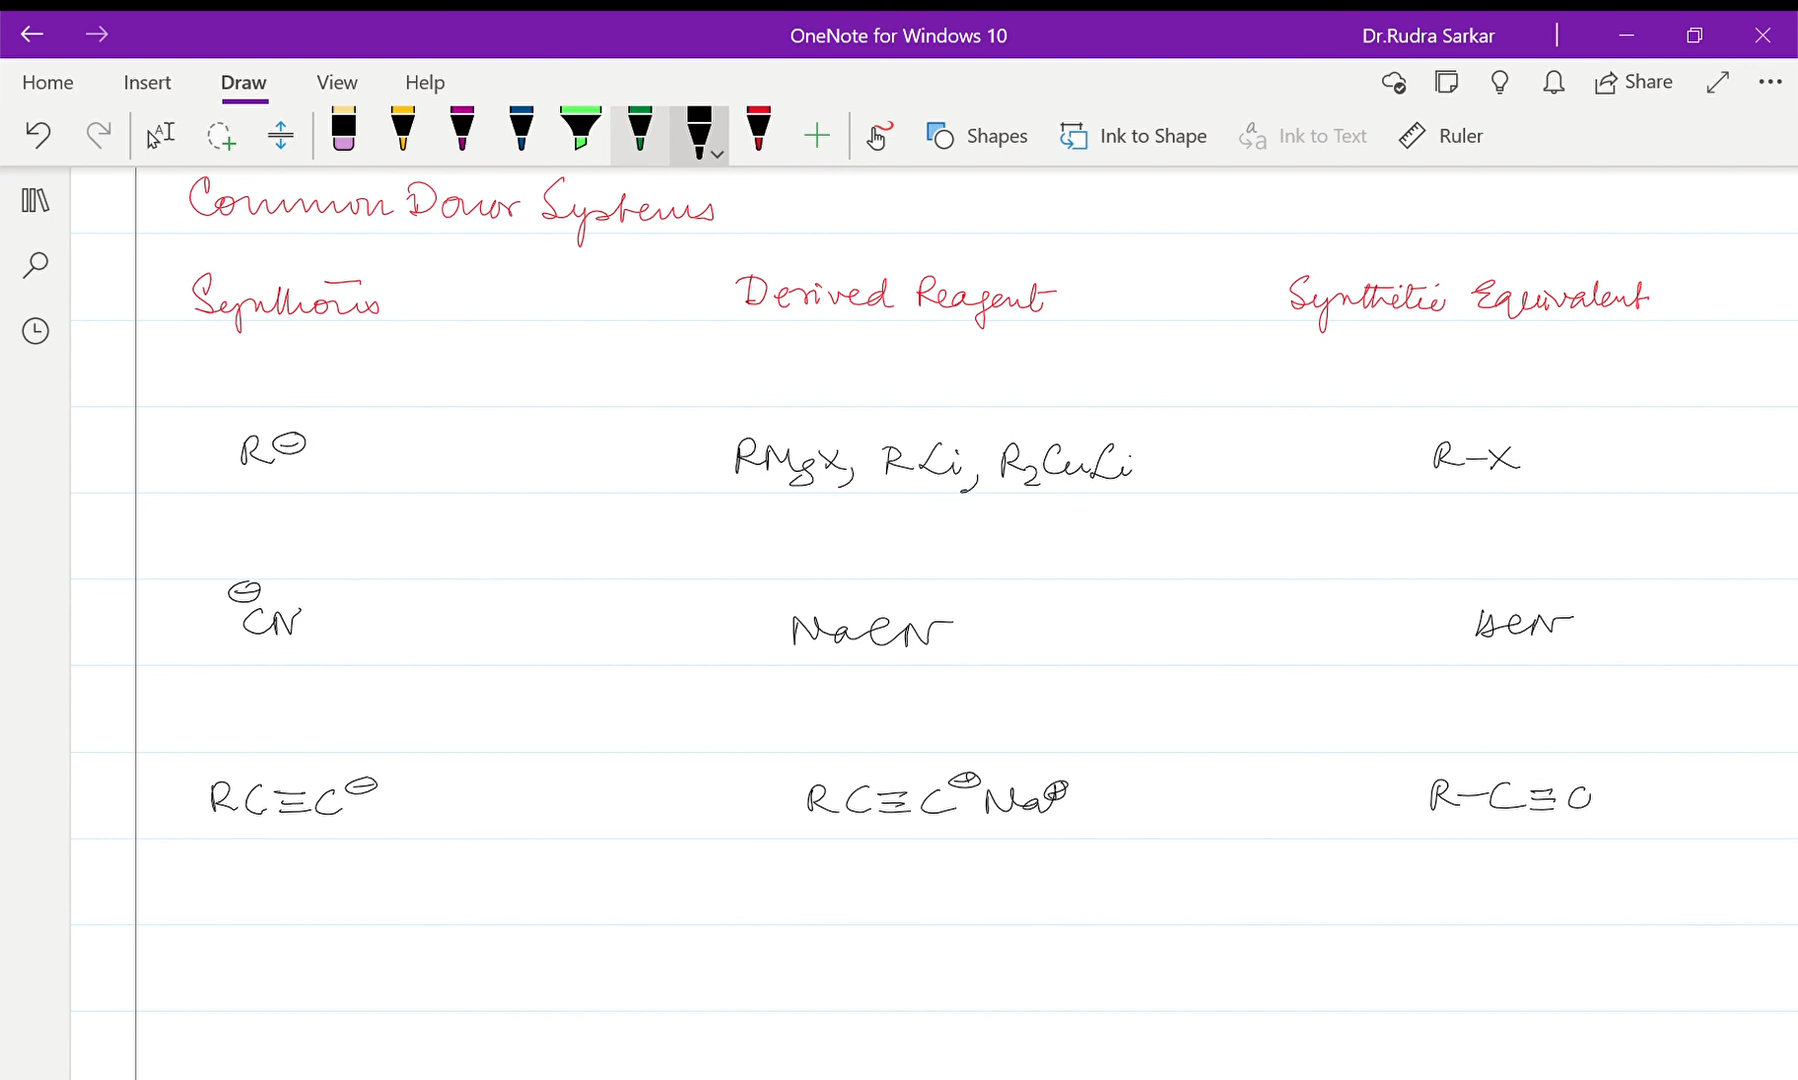 OneNote for Windows 10 Dr.Rudra Sarkar
Home Insert Draw View Help Share
Shapes Ink to Shape Ink to Text Ruler
Common Donor Systems
Synthons Derived Reagent Synthetic Equivalent
R⊖ RMgX, RLi, R₂CuLi R-X
⊖CN NaCN HCN
RC≡C⊖ RC≡C⊕Na⊕ R-C≡C